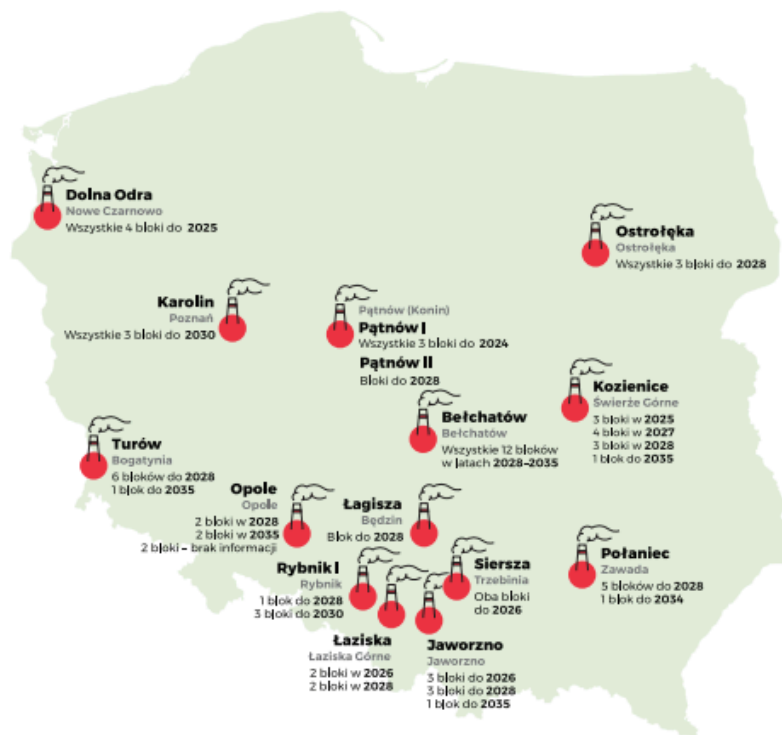 Dolna Odra
Nowe Czarnowo
Wszystkie 4 bloki do 2025
Ostrołęka
Ostrołęka
Wszystkie 3 bloki do 2028
Karolin
Poznań
Wszystkie 3 bloki do 2030
Pątnów (Konin)
Pątnów I
Wszystkie 3 bloki do 2024
Pątnów II
Bloki do 2028
Kozienice
Świerże Górne
3 bloki w 2025
4 bloki w 2027
3 bloki w 2028
1 blok do 2035
Bełchatów
Bełchatów
Wszystkie 12 bloków
w latach 2028-2035
Turów
Bogatynia
6 bloków do 2028
1 blok do 2035
Opole
Opole
2 bloki w 2028
2 bloki w 2035
2 bloki – brak informacji
Łagisza
Będzin
Blok do 2028
Siersza
Trzebinia
Oba bloki
do 2026
Połaniec
Zawada
5 bloków do 2028
1 blok do 2034
Rybnik I
Rybnik
1 blok do 2028
3 bloki do 2030
Łaziska
Łaziska Górne
2 bloki w 2026
2 bloki w 2028
Jaworzno
Jaworzno
3 bloki do 2026
3 bloki do 2028
1 blok do 2035